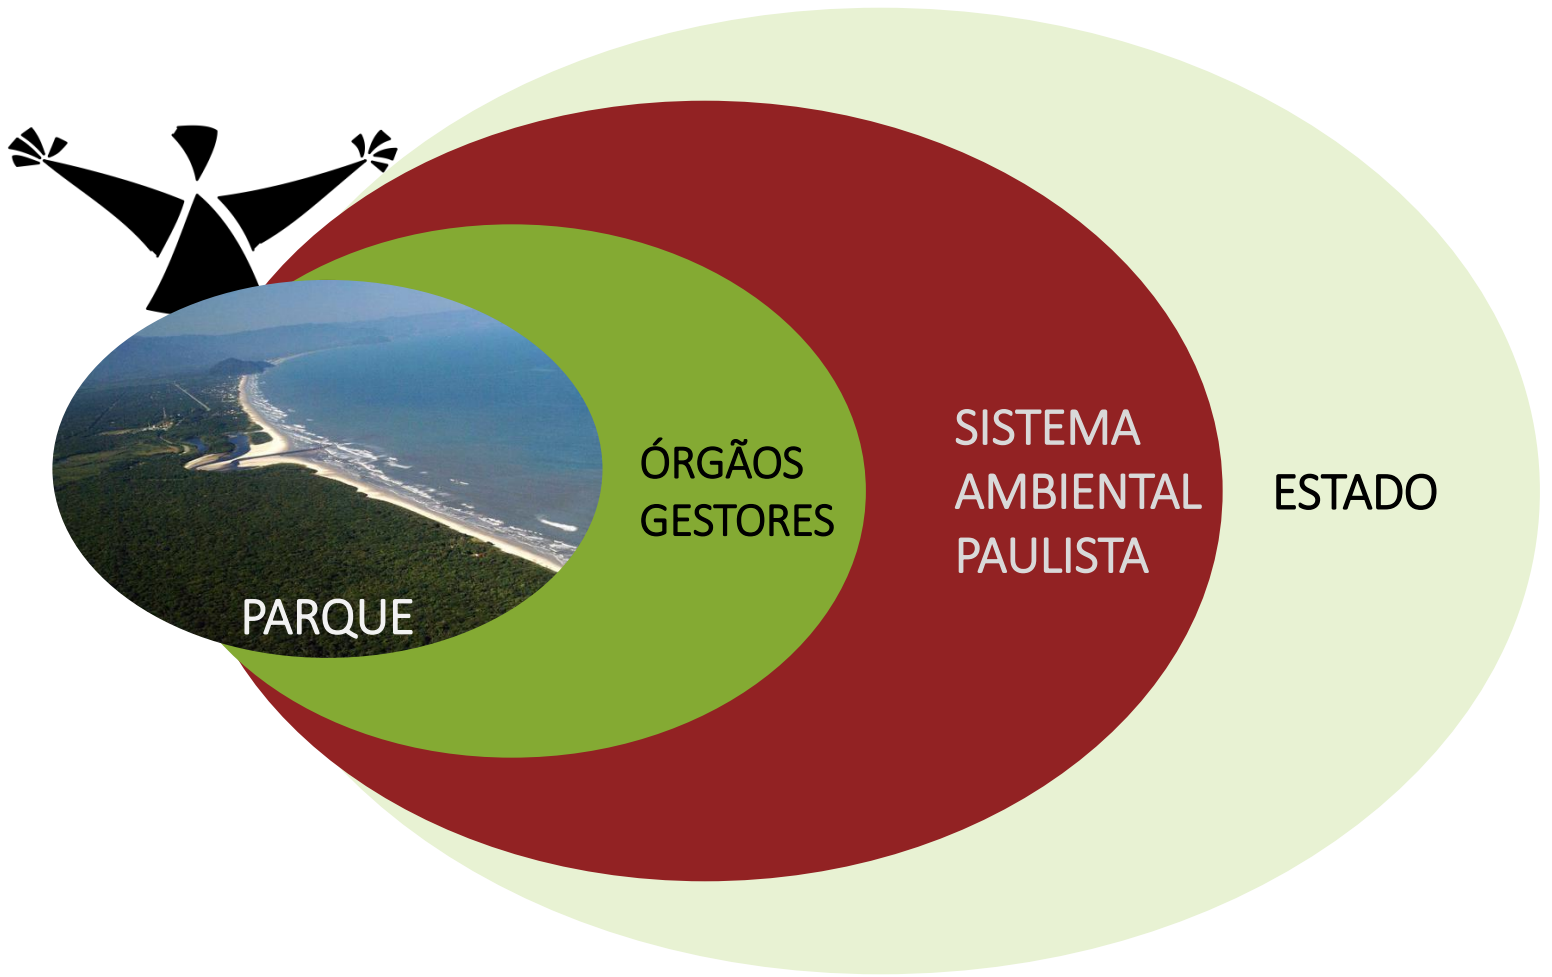 PARQUE
ÓRGÃOS
GESTORES
SISTEMA
AMBIENTAL
PAULISTA
ESTADO